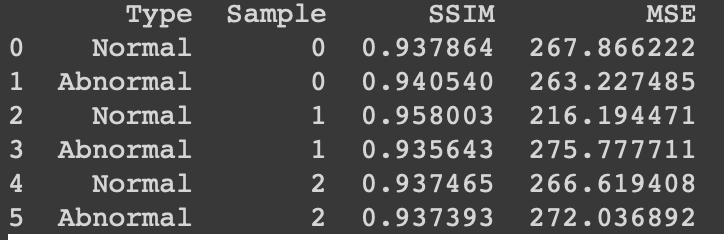 Type Sample SSIM MSE
0 Normal 0 0.937864 267.866222
1 Abnormal 0 0.940540 263.227485
2 Normal 1 0.958003 216.194471
3 Abnormal 1 0.935643 275.777711
4 Normal 2 0.937465 266.619408
5 Abnormal 2 0.937393 272.036892